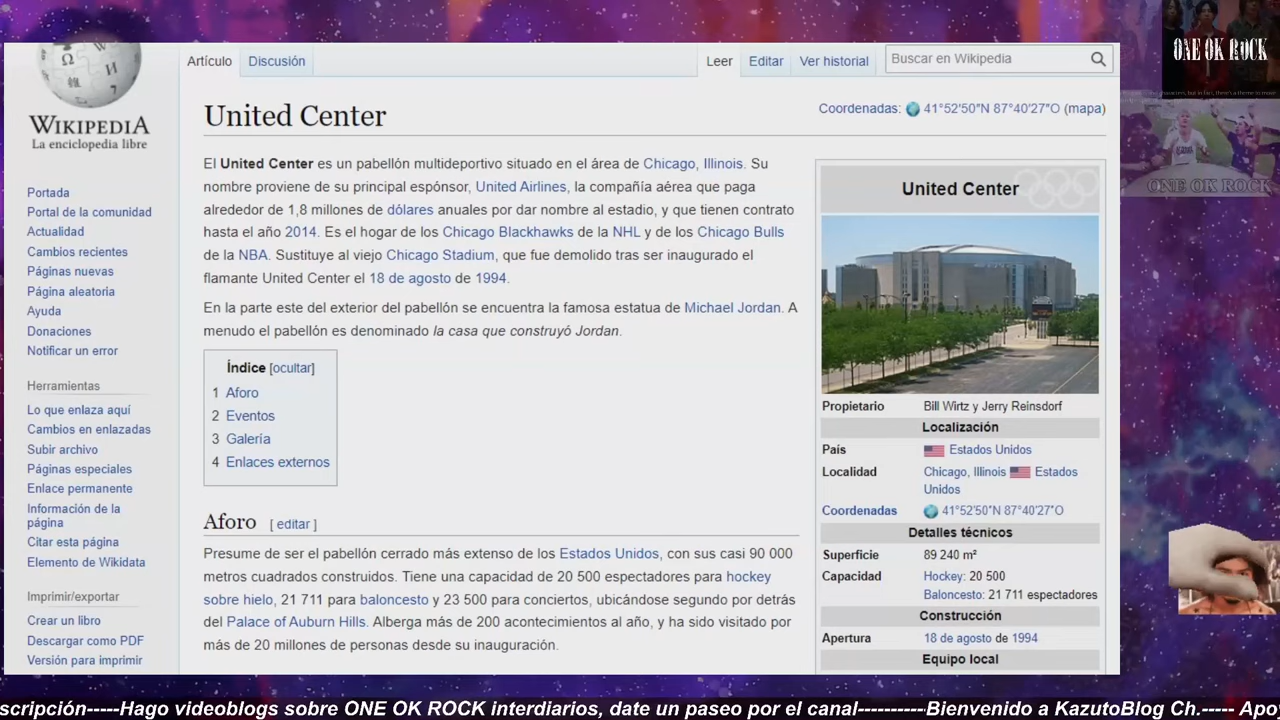 Artículo
Discusión
Leer
Editar
Ver historial
Buscar en Wikipedia
ONE OK ROCK
WIKIPEDIA
La enciclopedia libre
Portada
Portal de la comunidad
Actualidad
Cambios recientes
Páginas nuevas
Página aleatoria
Ayuda
Donaciones
Notificar un error
Herramientas
Lo que enlaza aquí
Cambios en enlazadas
Subir archivo
Páginas especiales
Enlace permanente
Información de la
página
Citar esta página
Elemento de Wikidata
Imprimir/exportar
Crear un libro
Descargar como PDF
Versión para imprimir
United Center
Coordenadas: 41°52′50″N 87°40′27″O (mapa)
El United Center es un pabellón multideportivo situado en el área de Chicago, Illinois. Su
nombre proviene de su principal espónsor, United Airlines, la compañía aérea que paga
alrededor de 1,8 millones de dólares anuales por dar nombre al estadio, y que tienen contrato
hasta el año 2014. Es el hogar de los Chicago Blackhawks de la NHL y de los Chicago Bulls
de la NBA. Sustituye al viejo Chicago Stadium, que fue demolido tras ser inaugurado el
flamante United Center el 18 de agosto de 1994.
En la parte este del exterior del pabellón se encuentra la famosa estatua de Michael Jordan. A
menudo el pabellón es denominado la casa que construyó Jordan.
Índice [ocultar]
1 Aforo
2 Eventos
3 Galería
4 Enlaces externos
Aforo [ editar ]
Presume de ser el pabellón cerrado más extenso de los Estados Unidos, con sus casi 90 000
metros cuadrados construidos. Tiene una capacidad de 20 500 espectadores para hockey
sobre hielo, 21 711 para baloncesto y 23 500 para conciertos, ubicándose segundo por detrás
del Palace of Auburn Hills. Alberga más de 200 acontecimientos al año, y ha sido visitado por
más de 20 millones de personas desde su inauguración.
United Center
Propietario Bill Wirtz y Jerry Reinsdorf
Localización
País Estados Unidos
Localidad Chicago, Illinois Estados
Unidos
Coordenadas 41°52′50″N 87°40′27″O
Detalles técnicos
Superficie 89 240 m²
Capacidad Hockey: 20 500
Baloncesto: 21 711 espectadores
Construcción
Apertura 18 de agosto de 1994
Equipo local
ONE OK ROCK
scripción-----Hago videoblogs sobre ONE OK ROCK interdiarios, date un paseo por el canal----------Bienvenido a KazutoBlog Ch.----- Apo